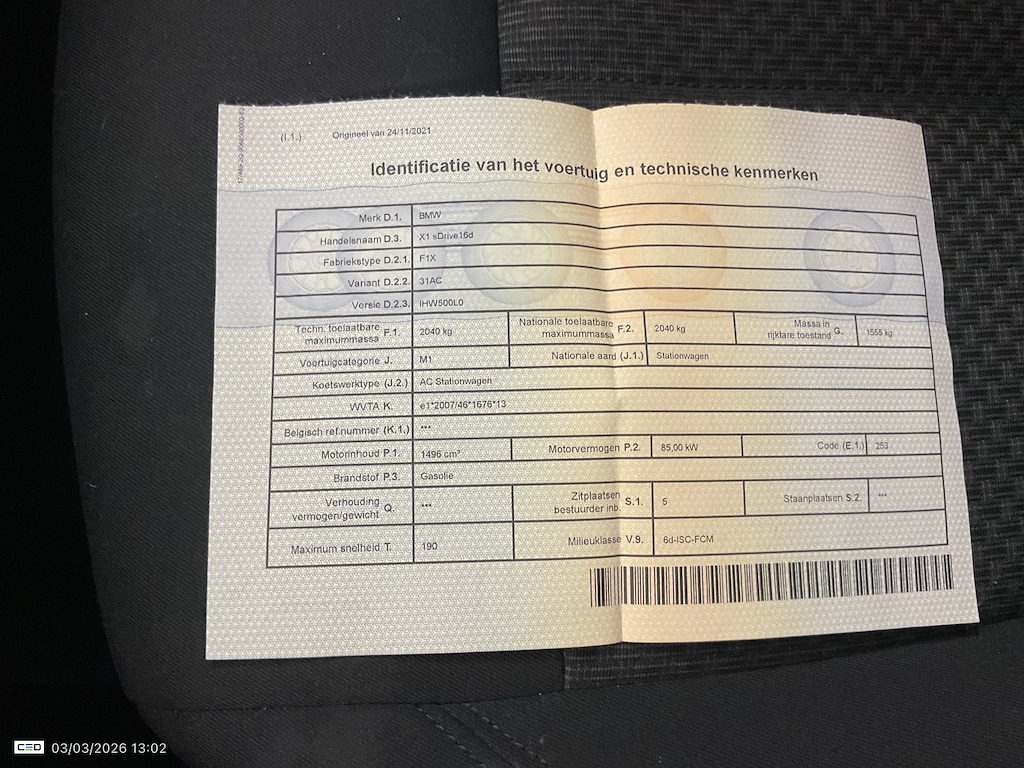 (I.1.) Origineel van 24/11/2021
Identificatie van het voertuig en technische kenmerken
Merk D.1. BMW
Handelsnaam D.3. X1 sDrive16d
Fabriekstype D.2.1. F1X
Variant D.2.2. 31AC
Versie D.2.3. IHW500L0
Techn. toelaatbare maximummassa F.1. 2040 kg Nationale toelaatbare maximummassa F.2. 2040 kg Massa in rijklare toestand G. 1555 kg
Voertuigcategorie J. M1 Nationale aard (J.1.) Stationwagen
Koetswerktype (J.2.) AC Stationwagen
WVTA K. e1*2007/46*1676*13
Belgisch ref.nummer (K.1.) ***
Motorinhoud P.1. 1496 cm³ Motorvermogen P.2. 85,00 kW Code (E.1.) 253
Brandstof P.3. Gasolie
Verhouding vermogen/gewicht Q. *** Zitplaatsen bestuurder inb. S.1. 5 Staanplaatsen S.2. ***
Maximum snelheid T. 190 Milieuklasse V.9. 6d-ISC-FCM
CEO 03/03/2026 13:02